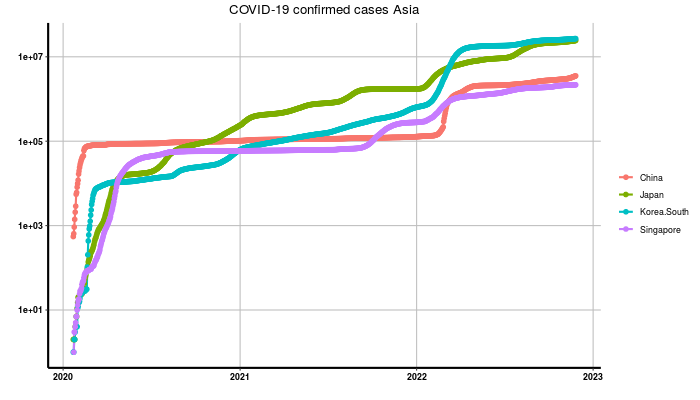 COVID-19 confirmed cases Asia
1e+07
1e+05
1e+03
1e+01
2020 2021 2022 2023
China
Japan
Korea.South
Singapore